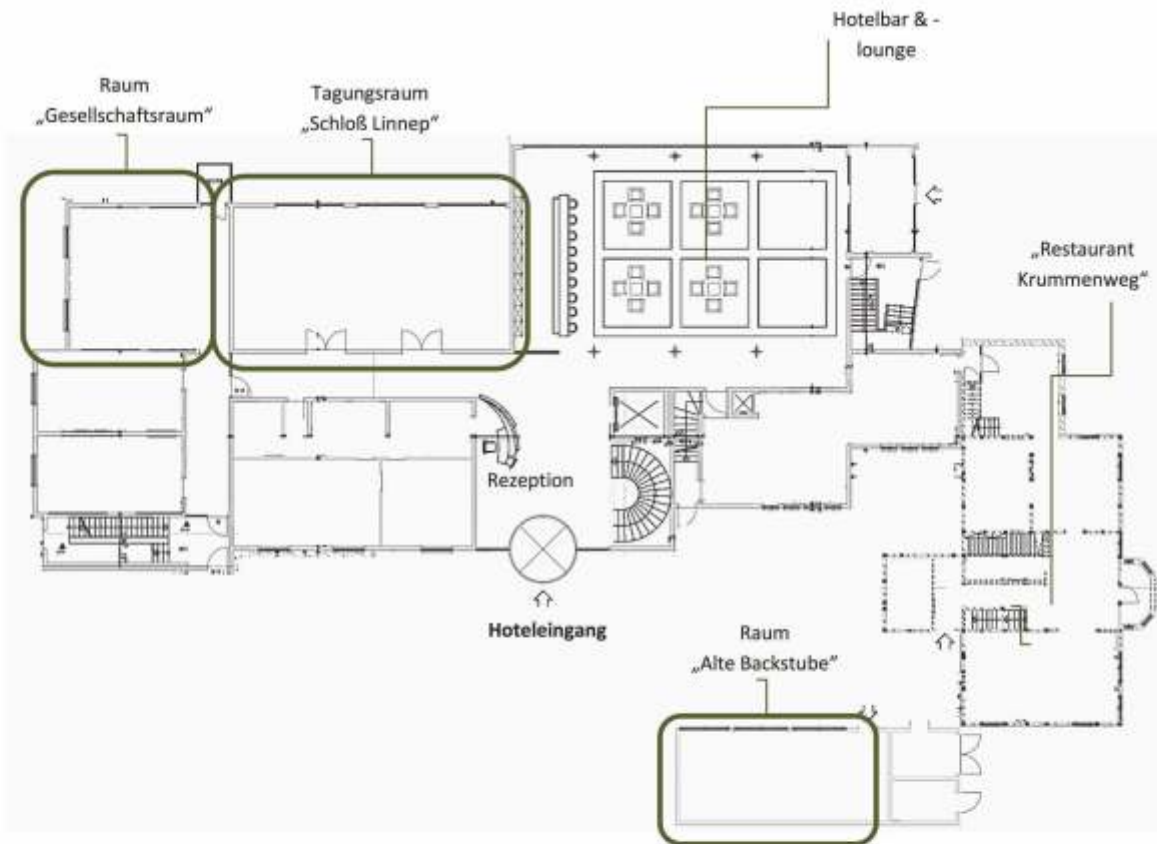 Hotelbar & -
lounge
Raum
„Gesellschaftsraum“
Tagungsraum
„Schloß Linnep“
„Restaurant
Krummenweg“
Rezeption
Hoteleingang
Raum
„Alte Backstube“